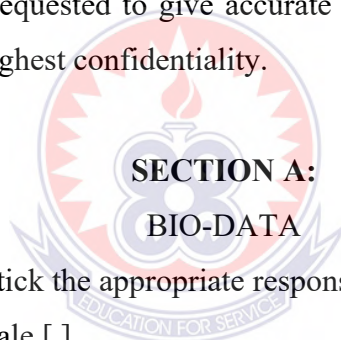 equested to give accurate
ghest confidentiality.
SECTION A:
BIO-DATA
tick the appropriate respons
ale [ ]
EDUCATION FOR SERVICE